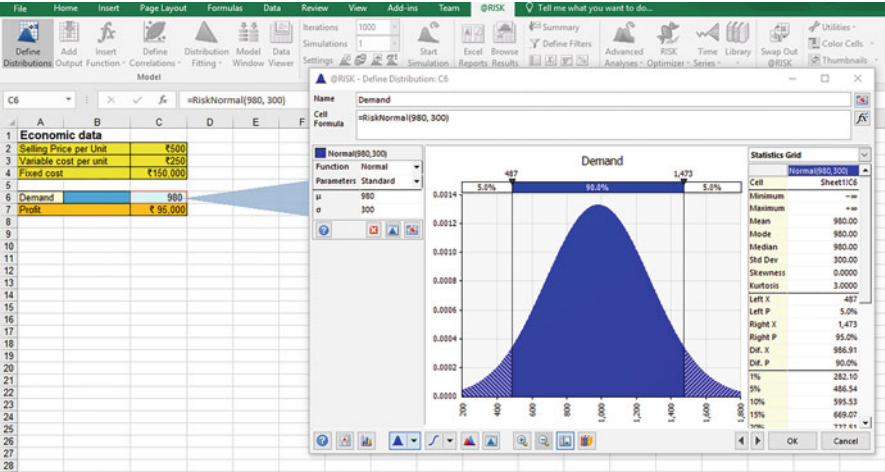 File Home Insert Page Layout Formulas Data Review View Add-ins Team @RISK Tell me what you want to do...
Define Distributions
Add Output
Insert Function
Define Correlations
Distribution Fitting
Model Window
Data Viewer
Model
Iterations 1000
Simulations 1
Settings
Start Simulation
Excel Reports
Browse Results
Summary
Define Filters
Advanced Analyses
RISK Optimizer
Time Series
Library
Swap Out @RISK
Utilities
Color Cells
Thumbnails
@RISK - Define Distribution: C6
C6 fx =RiskNormal(980, 300)
A B C D E F
1 Economic data
2 Selling Price per Unit ₹500
3 Variable cost per unit ₹250
4 Fixed cost ₹150,000
5
6 Demand 980
7 Profit ₹ 95,000
8
9
10
11
12
13
14
15
16
17
18
19
20
21
22
23
24
25
26
27
28
Name Demand
Cell Formula =RiskNormal(980, 300)
fx
Normal(980,300)
Function Normal
Parameters Standard
μ 980
σ 300
Demand
487 1,473
5.0% 90.0% 5.0%
0.0014
0.0012
0.0010
0.0008
0.0006
0.0004
0.0002
0.0000
200 400 600 800 1,000 1,200 1,400 1,600 1,800
Statistics Grid
Normal(980,300)
Cell Sheet1!C6
Minimum -∞
Maximum +∞
Mean 980.00
Mode 980.00
Median 980.00
Std Dev 300.00
Skewness 0.0000
Kurtosis 3.0000
Left X 487
Left P 5.0%
Right X 1,473
Right P 95.0%
Dif. X 986.91
Dif. P 90.0%
1% 282.10
5% 486.54
10% 595.53
15% 669.07
20% 727.51
OK Cancel